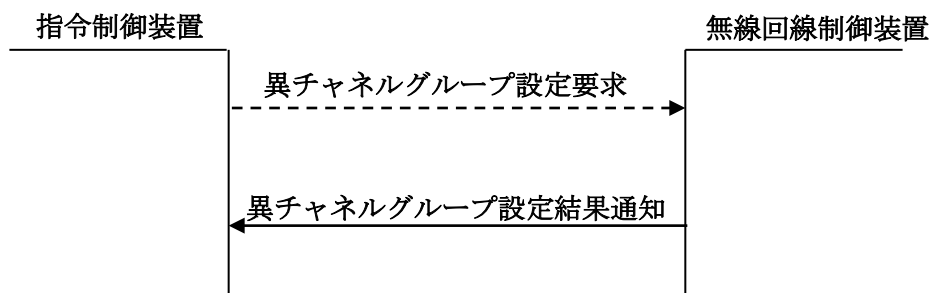 指令制御装置
無線回線制御装置
異チャネルグループ設定要求
異チャネルグループ設定結果通知